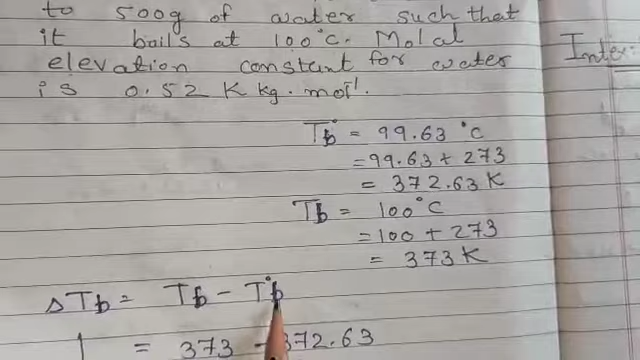 to 500g of water such that
it boils at 100°C. Molal
elevation constant for water
is 0.52 K kg. mol⁻¹.
Tb° = 99.63 °C
= 99.63 + 273
= 372.63 K
Tb = 100°C
= 100 + 273
= 373 K
ΔTb = Tb - T°b
= 373 - 372.63